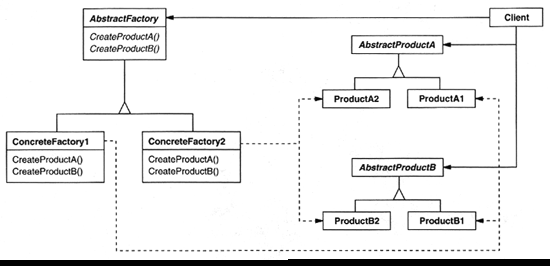 AbstractFactory
CreateProductA()
CreateProductB()
Client
AbstractProductA
ProductA2
ProductA1
ConcreteFactory1
CreateProductA()
CreateProductB()
ConcreteFactory2
CreateProductA()
CreateProductB()
AbstractProductB
ProductB2
ProductB1